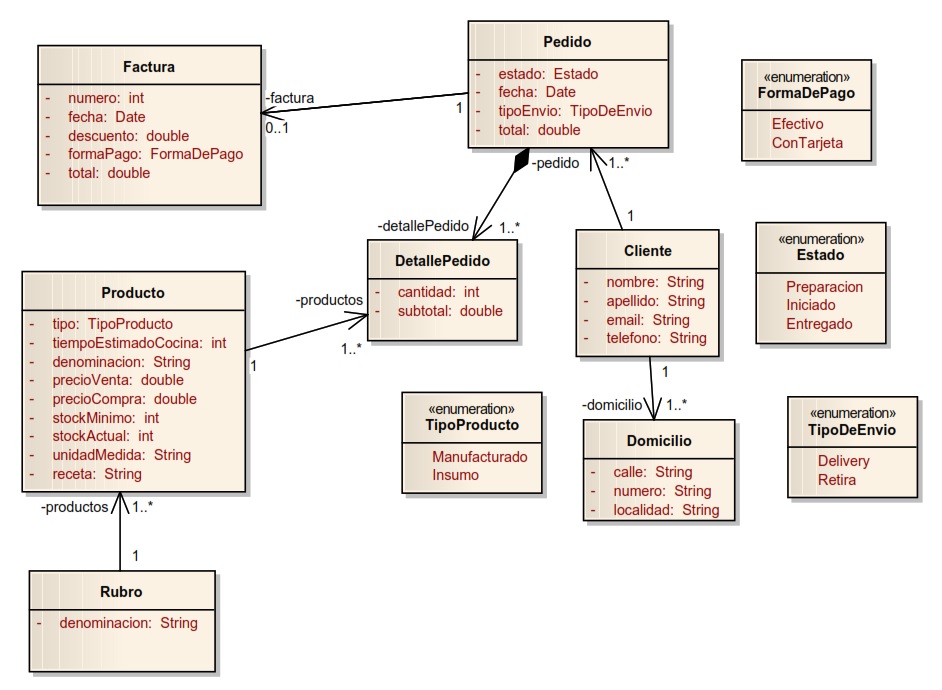 Factura
- numero: int
- fecha: Date
- descuento: double
- formaPago: FormaDePago
- total: double
-factura
0..1
1
Pedido
- estado: Estado
- fecha: Date
- tipoEnvio: TipoDeEnvio
- total: double
«enumeration»
FormaDePago
Efectivo
ConTarjeta
-pedido
1..*
1
-detallePedido
1..*
DetallePedido
- cantidad: int
- subtotal: double
Cliente
- nombre: String
- apellido: String
- email: String
- telefono: String
«enumeration»
Estado
Preparacion
Iniciado
Entregado
Producto
- tipo: TipoProducto
- tiempoEstimadoCocina: int
- denominacion: String
- precioVenta: double
- precioCompra: double
- stockMinimo: int
- stockActual: int
- unidadMedida: String
- receta: String
-productos
1..*
1
1
-domicilio
1..*
«enumeration»
TipoProducto
Manufacturado
Insumo
Domicilio
- calle: String
- numero: String
- localidad: String
«enumeration»
TipoDeEnvio
Delivery
Retira
-productos
1..*
1
Rubro
- denominacion: String